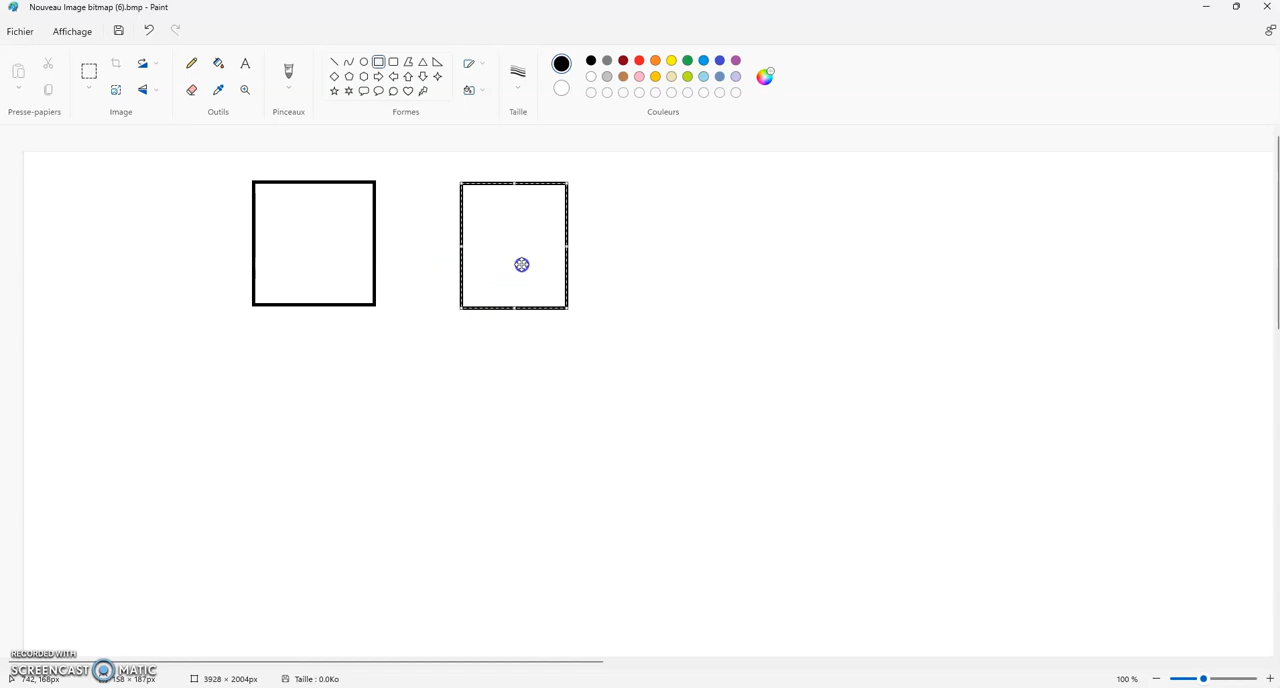 Nouveau Image bitmap (6).bmp - Paint
Fichier Affichage
Presse-papiers Image Outils Pinceaux Formes Taille Couleurs
RECORDED WITH
SCREENCAST MATIC
742, 168px 158 × 187px 3928 × 2004px Taille : 0.0Ko 100 %